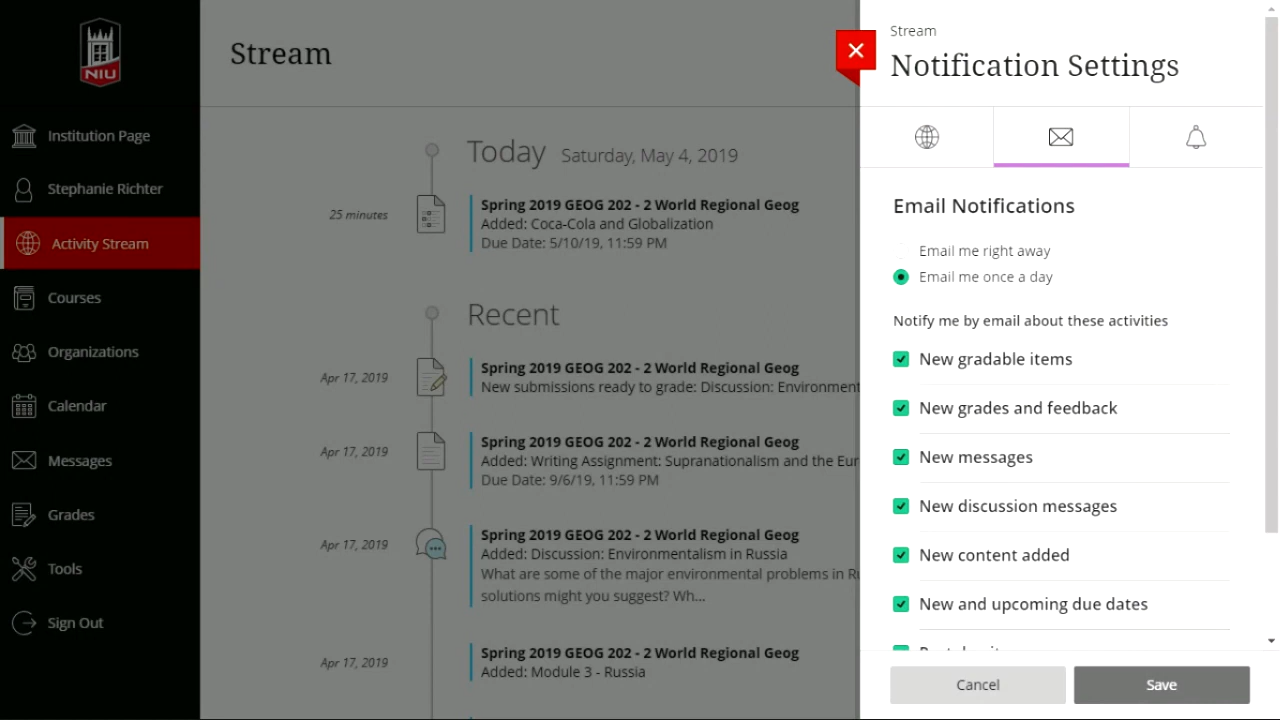 NIU
Institution Page
Stephanie Richter
Activity Stream
Courses
Organizations
Calendar
Messages
Grades
Tools
Sign Out
Stream
Today Saturday, May 4, 2019
25 minutes
Spring 2019 GEOG 202 - 2 World Regional Geog
Added: Coca-Cola and Globalization
Due Date: 5/10/19, 11:59 PM
Recent
Apr 17, 2019
Spring 2019 GEOG 202 - 2 World Regional Geog
New submissions ready to grade: Discussion: Environment
Apr 17, 2019
Spring 2019 GEOG 202 - 2 World Regional Geog
Added: Writing Assignment: Supranationalism and the Eur
Due Date: 9/6/19, 11:59 PM
Apr 17, 2019
Spring 2019 GEOG 202 - 2 World Regional Geog
Added: Discussion: Environmentalism in Russia
What are some of the major environmental problems in Ru
solutions might you suggest? Wh...
Apr 17, 2019
Spring 2019 GEOG 202 - 2 World Regional Geog
Added: Module 3 - Russia
Stream
Notification Settings
Email Notifications
Email me right away
Email me once a day
Notify me by email about these activities
New gradable items
New grades and feedback
New messages
New discussion messages
New content added
New and upcoming due dates
Cancel
Save